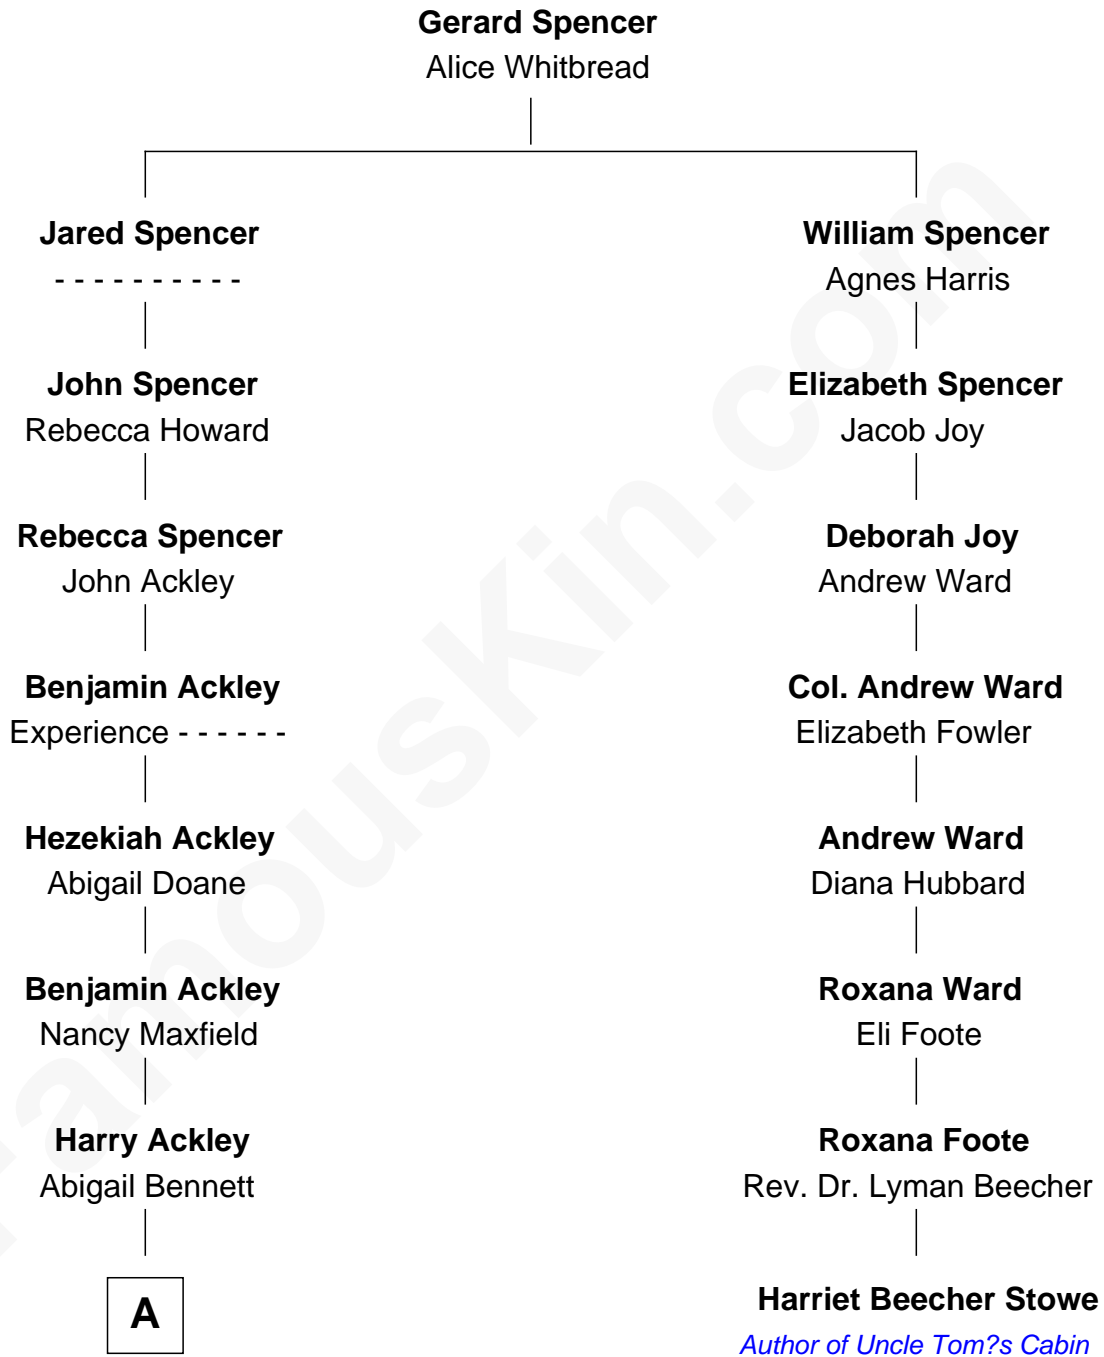 Gerard Spencer
Alice Whitbread
Jared Spencer
- - - - - - - - - -
John Spencer
Rebecca Howard
Rebecca Spencer
John Ackley
Benjamin Ackley
Experience - - - - - -
Hezekiah Ackley
Abigail Doane
Benjamin Ackley
Nancy Maxfield
Harry Ackley
Abigail Bennett
A
William Spencer
Agnes Harris
Elizabeth Spencer
Jacob Joy
Deborah Joy
Andrew Ward
Col. Andrew Ward
Elizabeth Fowler
Andrew Ward
Diana Hubbard
Roxana Ward
Eli Foote
Roxana Foote
Rev. Dr. Lyman Beecher
Harriet Beecher Stowe
Author of Uncle Tom?s Cabin
FamousKin.com